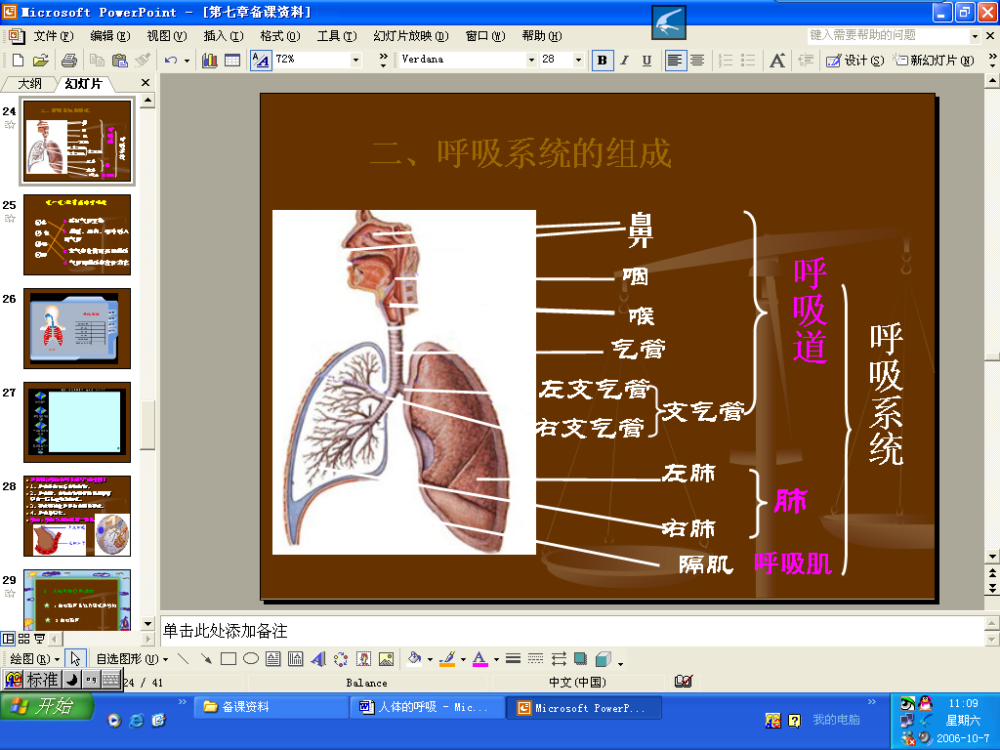 Microsoft PowerPoint - [第七章备课资料]
文件(F) 编辑(E) 视图(V) 插入(I) 格式(O) 工具(T) 幻灯片放映(D) 窗口(W) 帮助(H) 键入需要帮助的问题
72% Verdana 28 B I U 设计(S) 新幻灯片(N)
大纲 幻灯片
24
25
26
27
28
29
二、呼吸系统的组成
鼻
咽
喉
气管
左支气管
右支气管
支气管
左肺
右肺
隔肌
呼吸道
肺
呼吸肌
呼吸系统
单击此处添加备注
绘图(R) 自选图形(U)
标准
24 / 41 Balance 中文(中国)
开始 备课资料 人体的呼吸 - Mic... Microsoft PowerP... 我的电脑
11:09
星期六
2006-10-7